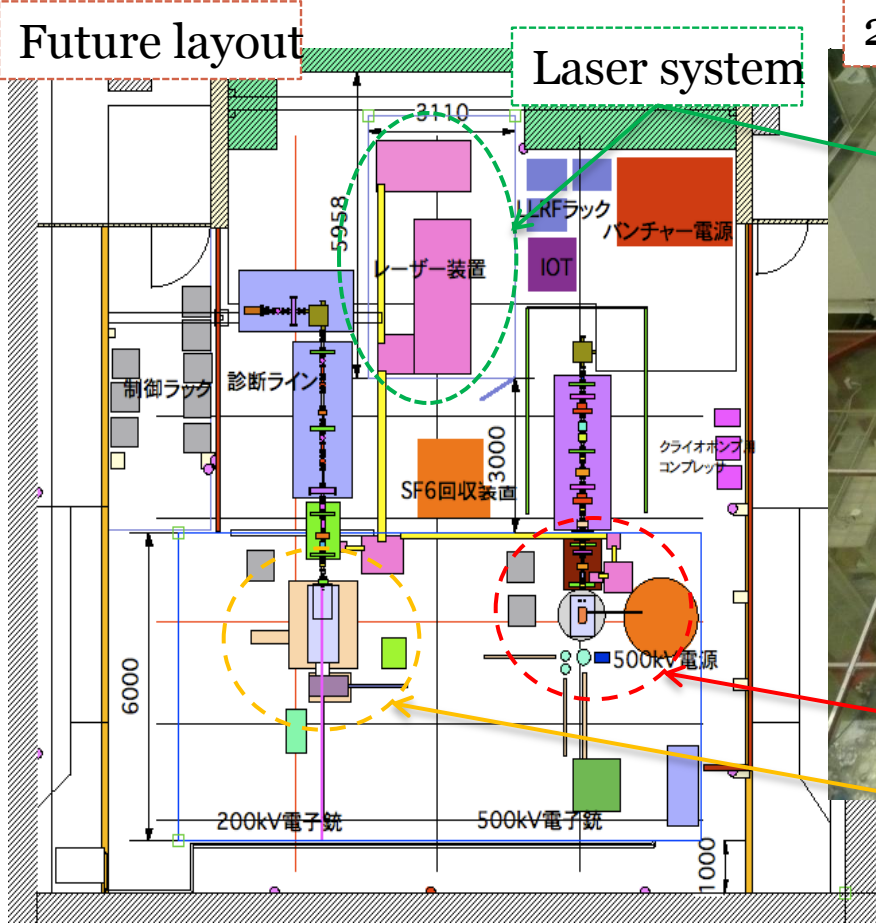 Future layout
2
Laser system
3110
5958
LLRFラック
バンチャー電源
レーザー装置
IOT
制御ラック
診断ライン
クライオポンプ用
コンプレッサ
3000
SF6回収装置
6000
500kV電源
200kV電子銃
500kV電子銃
1000